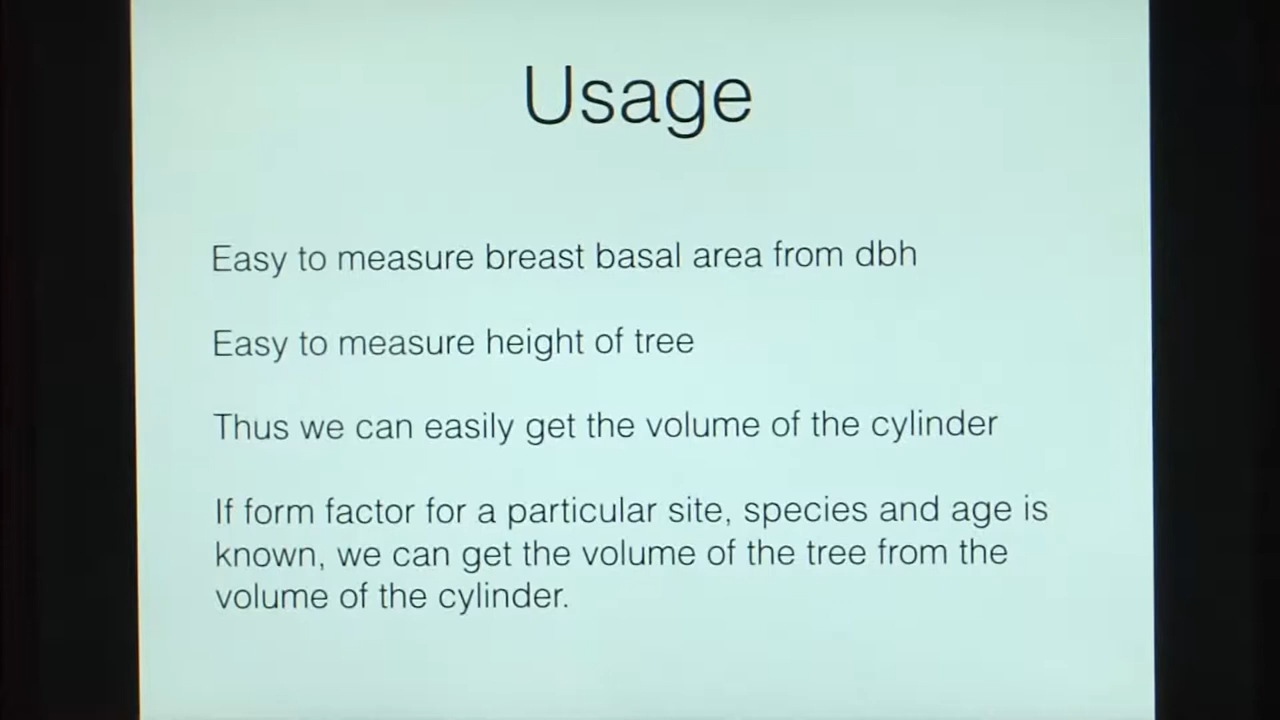 Usage
Easy to measure breast basal area from dbh
Easy to measure height of tree
Thus we can easily get the volume of the cylinder
If form factor for a particular site, species and age is
known, we can get the volume of the tree from the
volume of the cylinder.